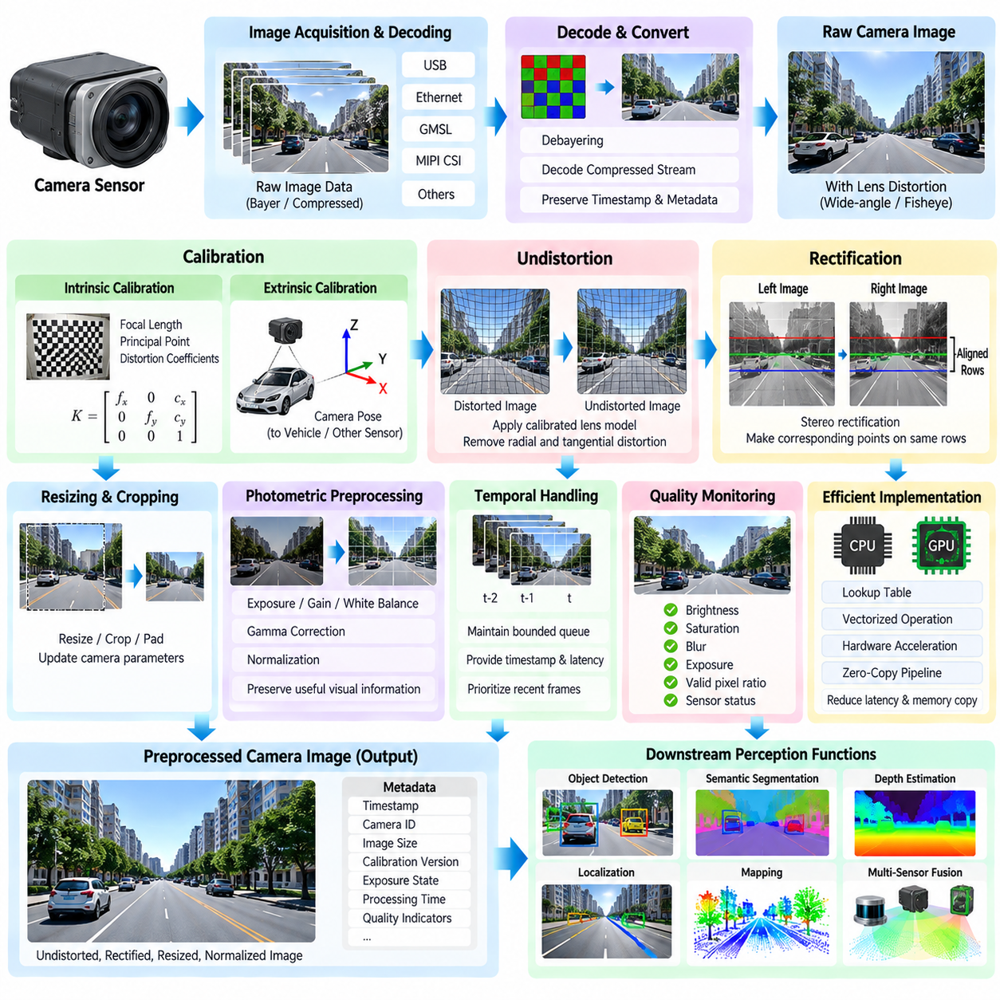 Camera Sensor
Image Acquisition & Decoding
USB
Ethernet
GMSL
MIPI CSI
Others
Raw Image Data
(Bayer / Compressed)
Decode & Convert
Debayering
Decode Compressed Stream
Preserve Timestamp & Metadata
Raw Camera Image
With Lens Distortion
(Wide-angle / Fisheye)
Calibration
Intrinsic Calibration
Focal Length
Principal Point
Distortion Coefficients
K = [ f_x 0 c_x
0 f_y c_y
0 0 1 ]
Extrinsic Calibration
Z
Y
X
Camera Pose
(to Vehicle / Other Sensor)
Undistortion
Distorted Image
Undistorted Image
Apply calibrated lens model
Remove radial and tangential distortion
Rectification
Left Image
Right Image
Aligned
Rows
Stereo rectification
Make corresponding points on same rows
Resizing & Cropping
Resize / Crop / Pad
Update camera parameters
Photometric Preprocessing
Exposure / Gain / White Balance
Gamma Correction
Normalization
Preserve useful visual information
Temporal Handling
t-2 t-1 t
Maintain bounded queue
Provide timestamp & latency
Prioritize recent frames
Quality Monitoring
Brightness
Saturation
Blur
Exposure
Valid pixel ratio
Sensor status
Efficient Implementation
CPU
GPU
Lookup Table
Vectorized Operation
Hardware Acceleration
Zero-Copy Pipeline
Reduce latency & memory copy
Preprocessed Camera Image (Output)
Undistorted, Rectified, Resized, Normalized Image
Metadata
Timestamp
Camera ID
Image Size
Calibration Version
Exposure State
Processing Time
Quality Indicators
...
Downstream Perception Functions
Object Detection
Semantic Segmentation
Depth Estimation
Localization
Mapping
Multi-Sensor Fusion